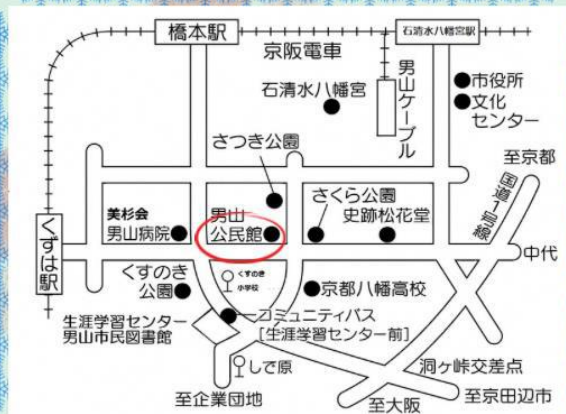 橋本駅
石清水八幡宮駅
京阪電車
男山ケーブル
石清水八幡宮
市役所
文化
センター
さつき公園
至京都
国道1号線
美杉会
男山病院
男山
公民館
さくら公園
史跡松花堂
くずは駅
中代
くすのき
公園
くすのき
小学校
京都八幡高校
コミュニティバス
[生涯学習センター前]
生涯学習センター
男山市民図書館
しで原
洞ヶ峠交差点
至企業団地
至大阪
至京田辺市